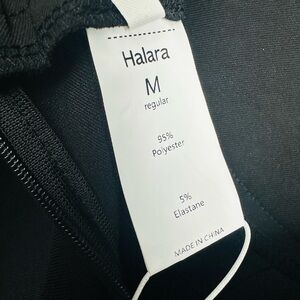 Halara
M
regular
95%
Polyester
5%
Elastane
MADE IN CHINA